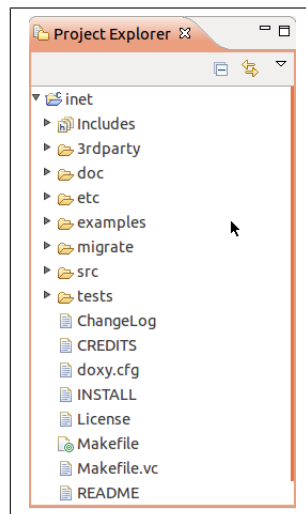 Project Explorer
inet
Includes
3rdparty
doc
etc
examples
migrate
src
tests
ChangeLog
CREDITS
doxy.cfg
INSTALL
License
Makefile
Makefile.vc
README